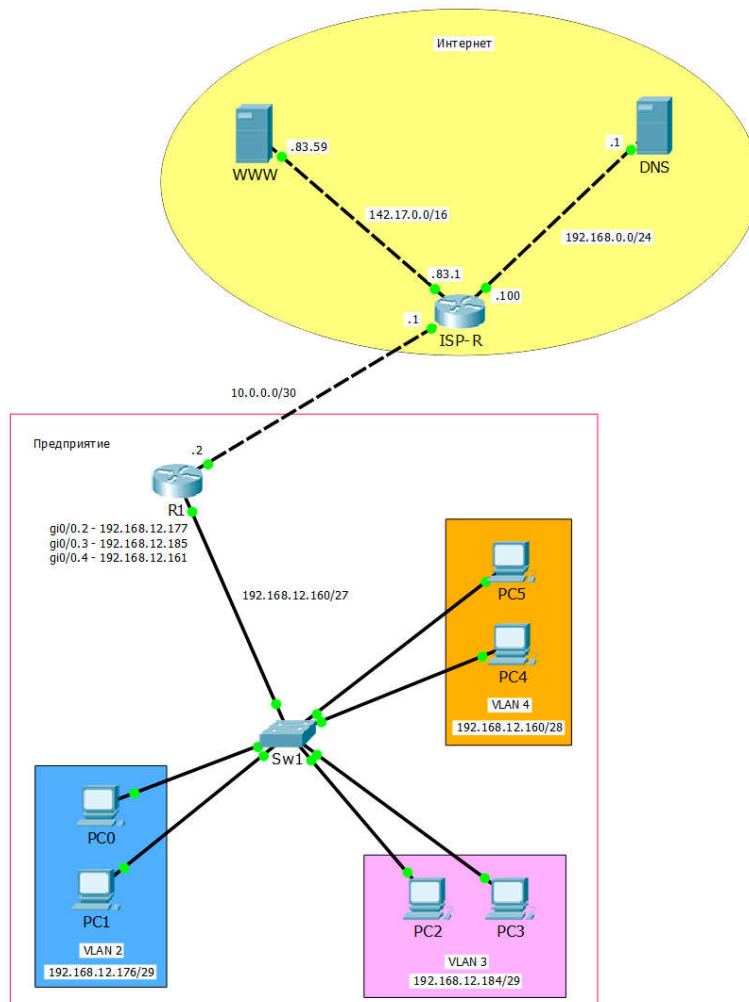 Интернет
.83.59
WWW
.1
DNS
142.17.0.0/16
192.168.0.0/24
.83.1
.100
.1
ISP-R
10.0.0.0/30
Предприятие
.2
R1
gi0/0.2 - 192.168.12.177
gi0/0.3 - 192.168.12.185
gi0/0.4 - 192.168.12.161
192.168.12.160/27
PC5
PC4
VLAN 4
192.168.12.160/28
Sw1
PC0
PC1
VLAN 2
192.168.12.176/29
PC2
PC3
VLAN 3
192.168.12.184/29